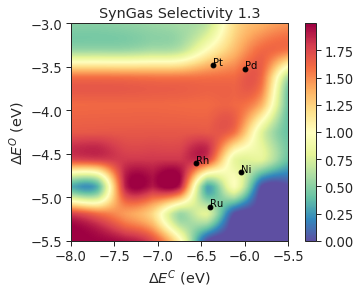 SynGas Selectivity 1.3
ΔE^O (eV)
-3.0
-3.5
-4.0
-4.5
-5.0
-5.5
Pt
Pd
Rh
Ni
Ru
-8.0 -7.5 -7.0 -6.5 -6.0 -5.5
ΔE^C (eV)
1.75
1.50
1.25
1.00
0.75
0.50
0.25
0.00